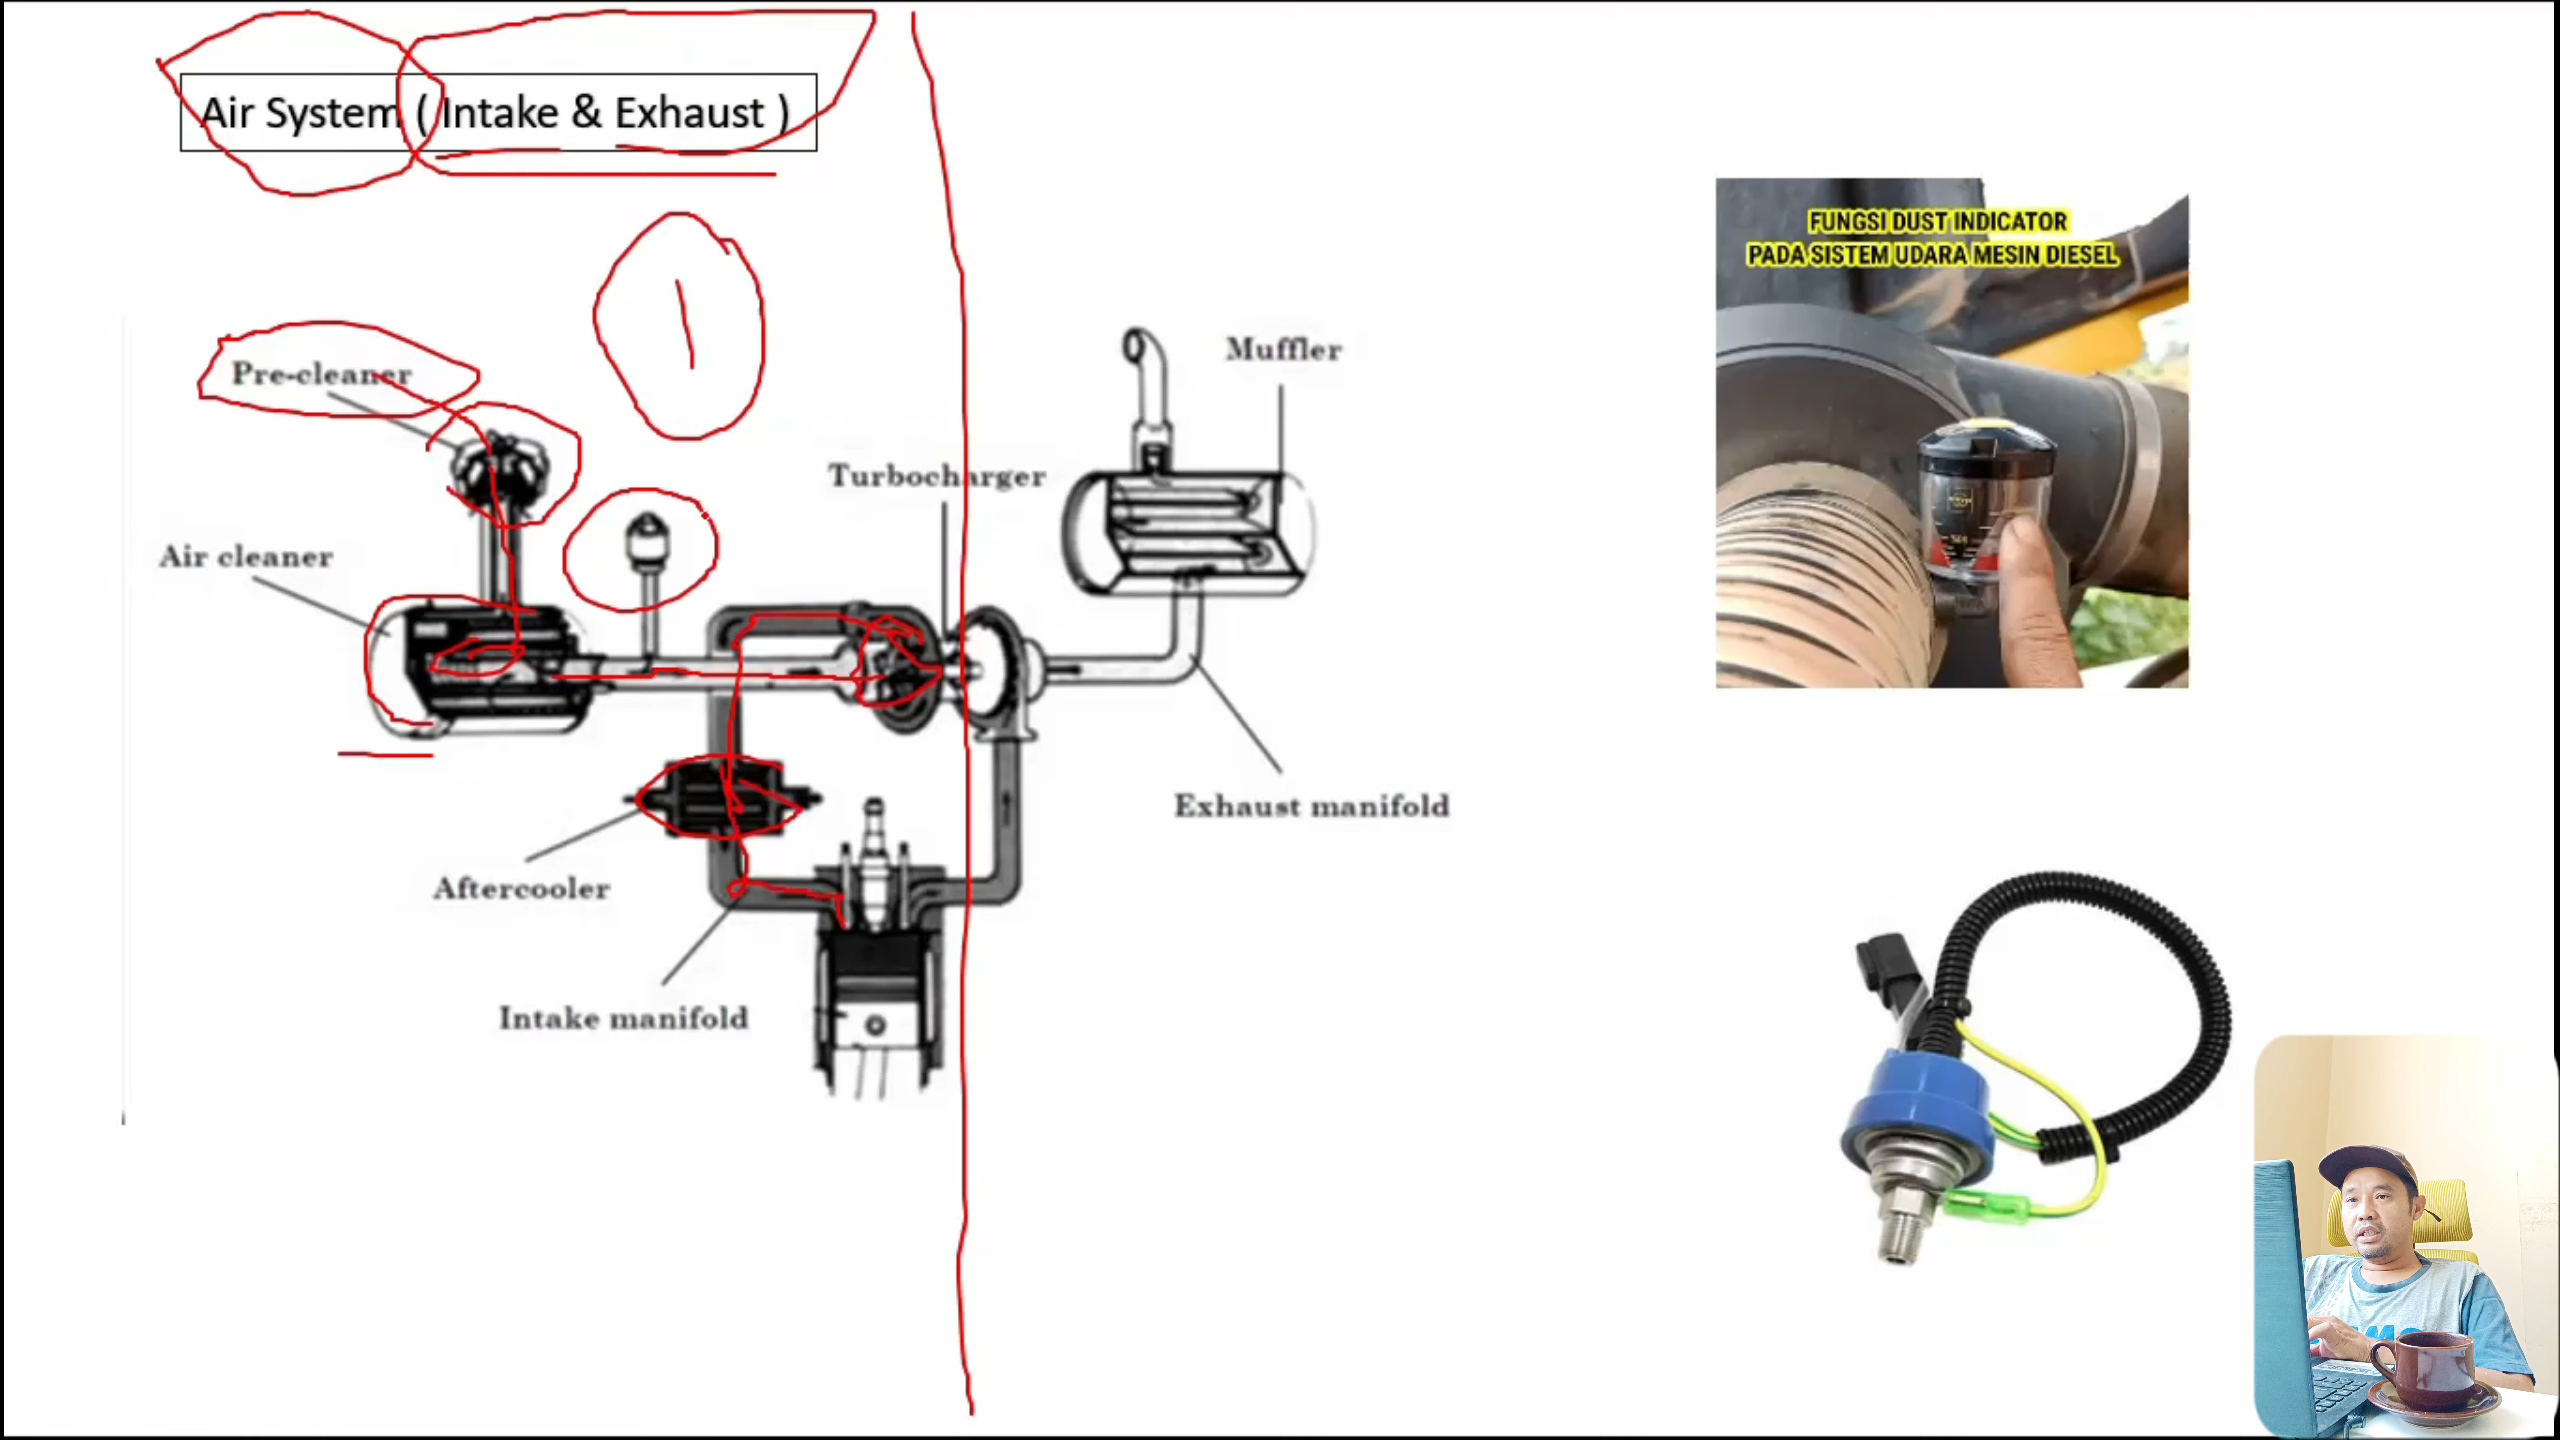 Air System ( Intake & Exhaust )
FUNGSI DUST INDICATOR
PADA SISTEM UDARA MESIN DIESEL
Pre-cleaner
Muffler
Turbocharger
Air cleaner
Exhaust manifold
Aftercooler
Intake manifold